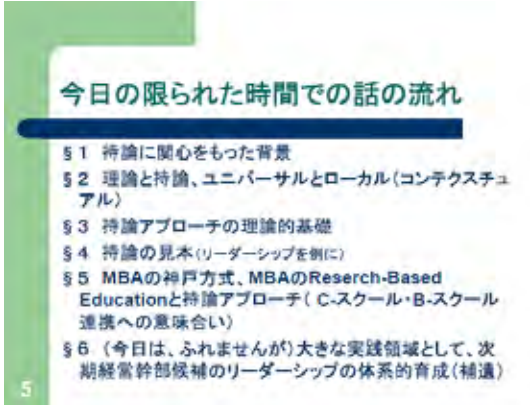 今日の限られた時間での話の流れ
§1 持論に関心をもった背景
§2 理論と持論、ユニバーサルとローカル(コンテクスチュ
アル)
§3 持論アプローチの理論的基礎
§4 持論の見本(リーダーシップを例に)
§5 MBAの神戸方式、MBAのReserch-Based
Educationと持論アプローチ( C-スクール・B-スクール
連携への意味合い)
§6 (今日は、ふれませんが)大きな実践領域として、次
期経営幹部候補のリーダーシップの体系的育成(補遺)
5